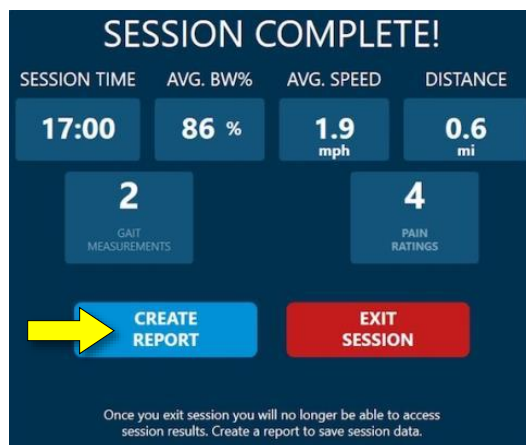 SESSION COMPLETE!
SESSION TIME AVG. BW% AVG. SPEED DISTANCE
17:00 86 % 1.9 mph 0.6 mi
2 GAIT MEASUREMENTS
4 PAIN RATINGS
CREATE REPORT
EXIT SESSION
Once you exit session you will no longer be able to access
session results. Create a report to save session data.